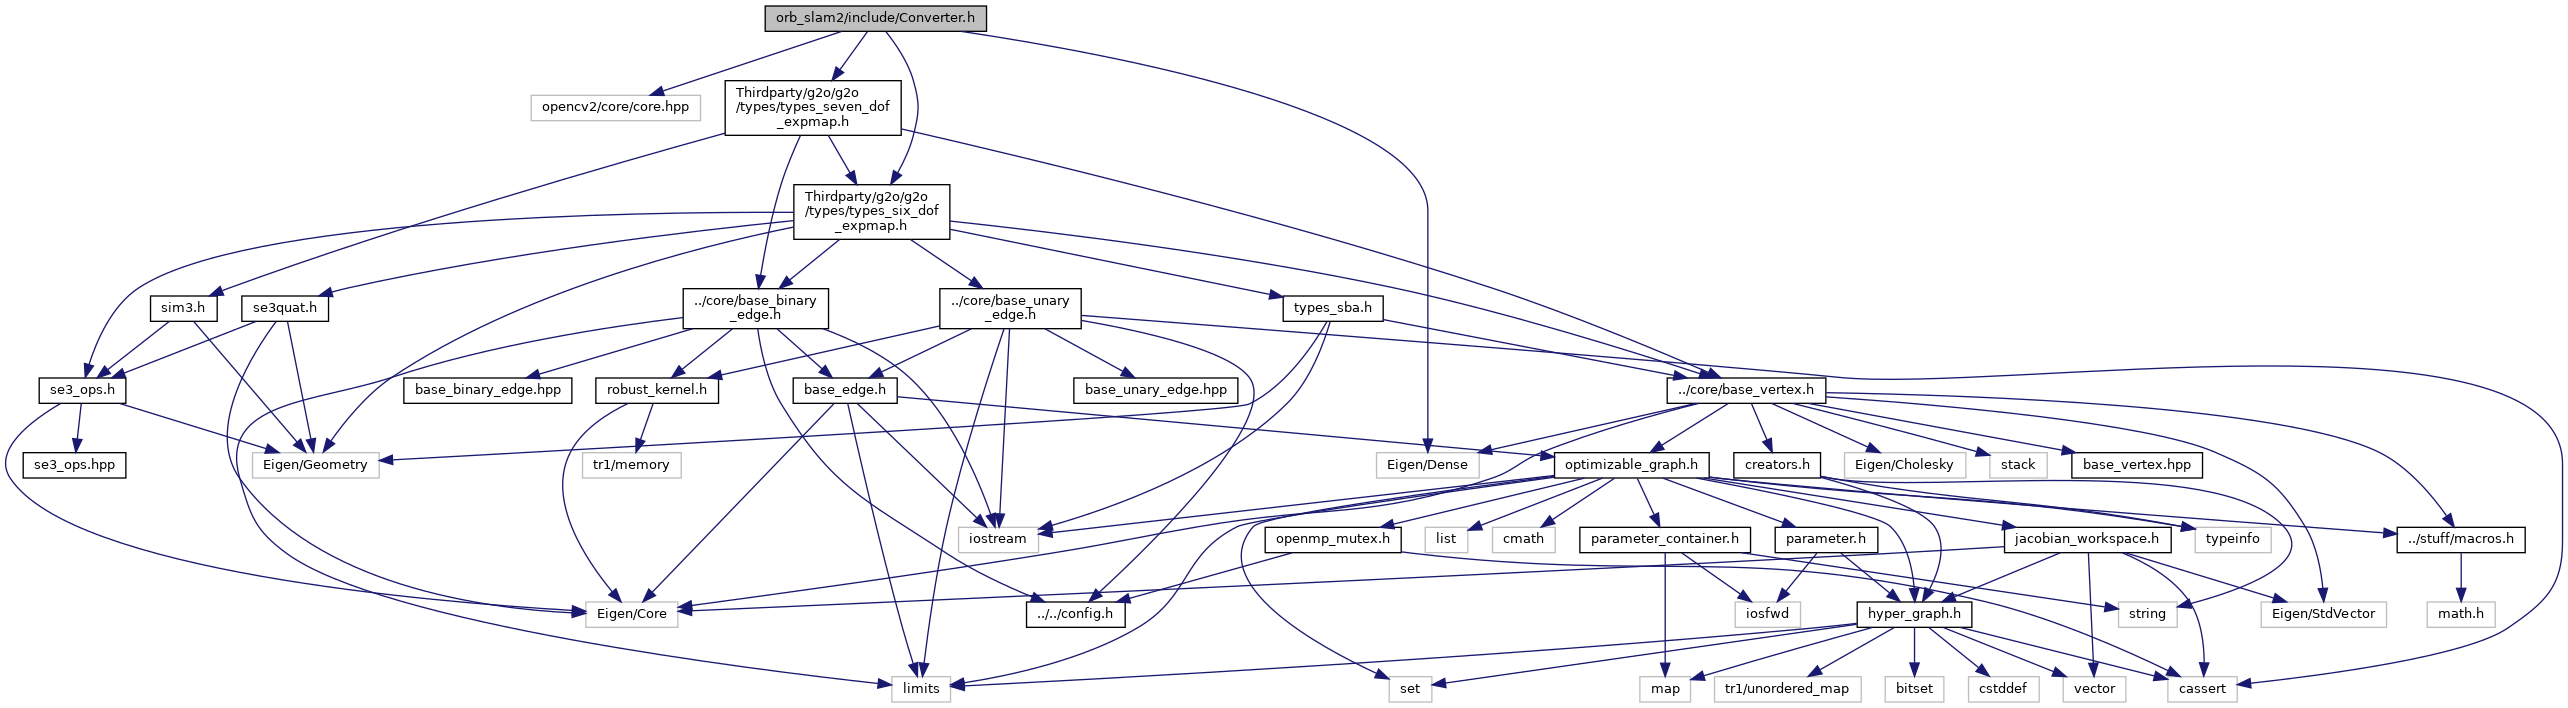 orb_slam2/include/Converter.h
opencv2/core/core.hpp
Thirdparty/g2o/g2o
/types/types_seven_dof
_expmap.h
Thirdparty/g2o/g2o
/types/types_six_dof
_expmap.h
sim3.h
se3quat.h
../core/base_binary
_edge.h
../core/base_unary
_edge.h
types_sba.h
se3_ops.h
base_binary_edge.hpp
robust_kernel.h
base_edge.h
base_unary_edge.hpp
../core/base_vertex.h
se3_ops.hpp
Eigen/Geometry
tr1/memory
Eigen/Dense
optimizable_graph.h
creators.h
Eigen/Cholesky
stack
base_vertex.hpp
iostream
openmp_mutex.h
list
cmath
parameter_container.h
parameter.h
jacobian_workspace.h
typeinfo
../stuff/macros.h
Eigen/Core
../../config.h
iosfwd
hyper_graph.h
string
Eigen/StdVector
math.h
limits
set
map
tr1/unordered_map
bitset
cstddef
vector
cassert